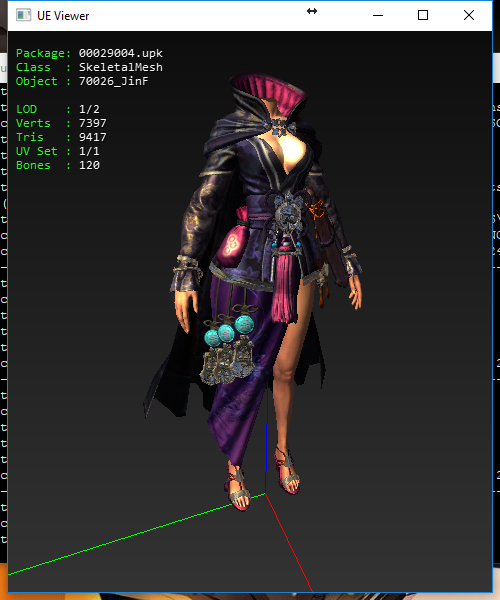 UE Viewer
Package: 00029004.upk
Class  : SkeletalMesh
Object : 70026_JinF
LOD    : 1/2
Verts  : 7397
Tris   : 9417
UV Set : 1/1
Bones  : 120